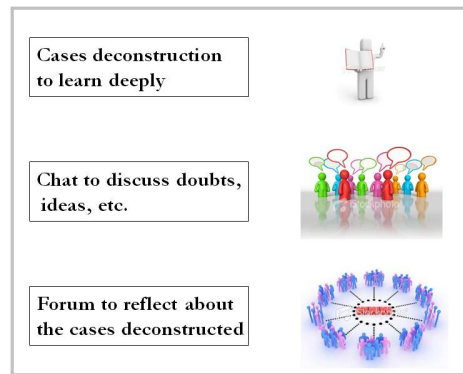 Cases deconstruction
to learn deeply
Chat to discuss doubts,
ideas, etc.
Forum to reflect about
the cases deconstructed